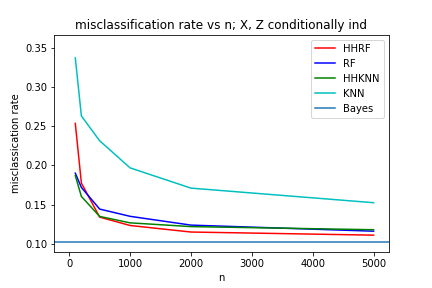 misclassification rate vs n; X, Z conditionally ind
misclassication rate
0.35
0.30
0.25
0.20
0.15
0.10
HHRF
RF
HHKNN
KNN
Bayes
0 1000 2000 3000 4000 5000
n